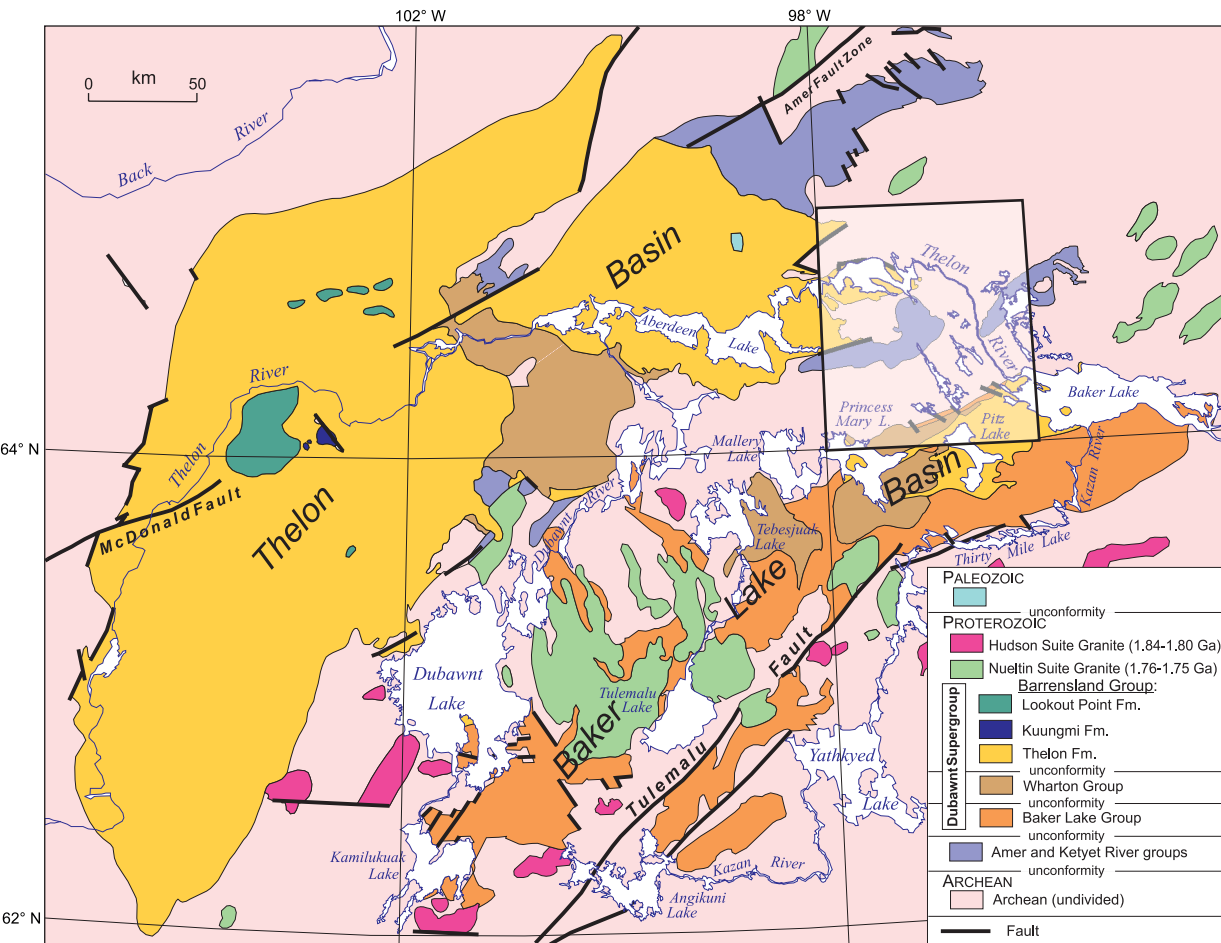 102° W
98° W
km
0
50
Back
River
Amer Fault Zone
Basin
Thelon
River
Aberdeen
Lake
River
Thelon
Princess
Mary L.
Pitz
Lake
Baker Lake
64° N
Mallery
Lake
Basin
Kazan River
McDonald Fault
Thelon
Dubawnt
River
Tebesjuak
Lake
Thirty Mile Lake
Lake
Fault
Dubawnt
Lake
Tulemalu
Lake
Baker
Tulemalu
Yathkyed
Lake
Kamilukuak
Lake
Kazan River
Angikuni
Lake
62° N
PALEOZOIC
unconformity
PROTEROZOIC
Hudson Suite Granite (1.84-1.80 Ga)
Nueltin Suite Granite (1.76-1.75 Ga)
Barrensland Group:
Lookout Point Fm.
Kuungmi Fm.
Thelon Fm.
unconformity
Wharton Group
unconformity
Baker Lake Group
Dubawnt Supergroup
unconformity
Amer and Ketyet River groups
unconformity
ARCHEAN
Archean (undivided)
Fault